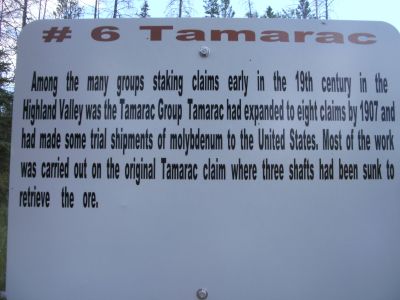 # 6 Tamarac
Among the many groups staking claims early in the 19th century in the
Highland Valley was the Tamarac Group Tamarac had expanded to eight claims by 1907 and
had made some trial shipments of molybdenum to the United States. Most of the work
was carried out on the original Tamarac claim where three shafts had been sunk to
retrieve the ore.